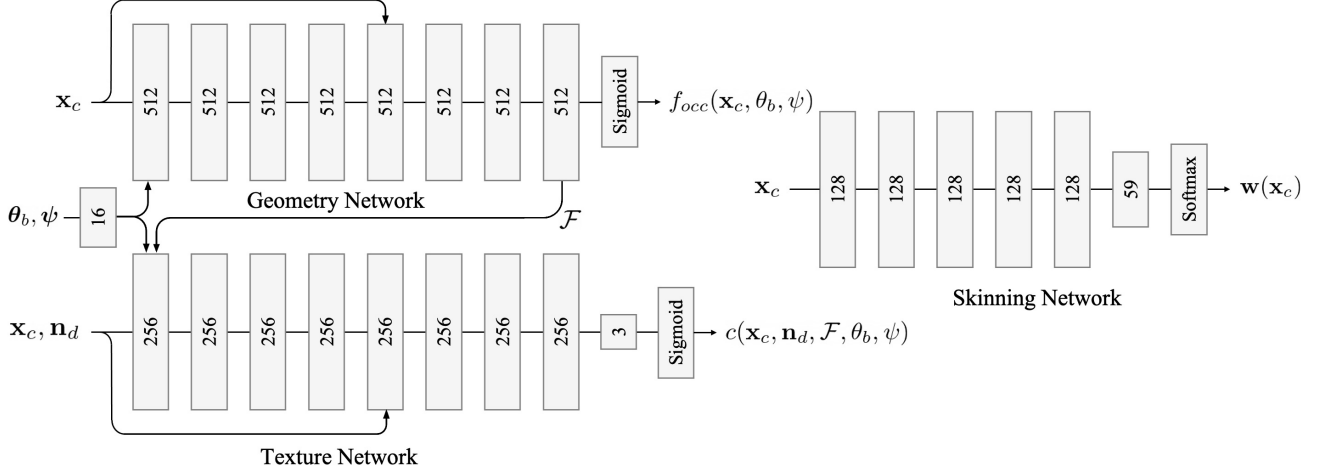 x_c 512 512 512 512 512 512 512 512 Sigmoid f_{occ}(x_c, θ_b, ψ)
Geometry Network
θ_b, ψ 16
ℱ
x_c, n_d 256 256 256 256 256 256 256 256 3 Sigmoid c(x_c, n_d, ℱ, θ_b, ψ)
Texture Network
x_c 128 128 128 128 128 59 Softmax w(x_c)
Skinning Network